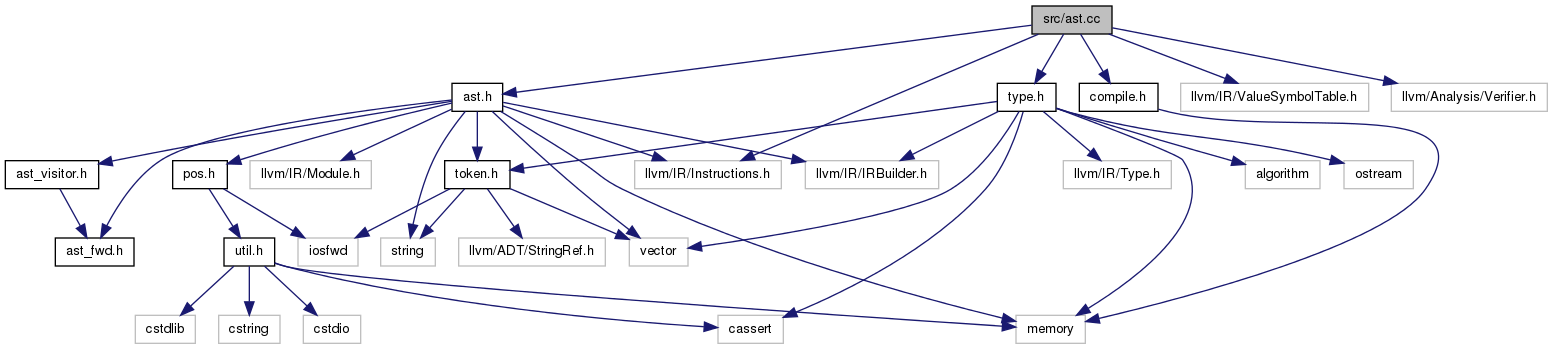 src/ast.cc
ast.h
type.h
compile.h
llvm/IR/ValueSymbolTable.h
llvm/Analysis/Verifier.h
ast_visitor.h
pos.h
llvm/IR/Module.h
token.h
llvm/IR/Instructions.h
llvm/IR/IRBuilder.h
llvm/IR/Type.h
algorithm
ostream
ast_fwd.h
util.h
iosfwd
string
llvm/ADT/StringRef.h
vector
cstdlib
cstring
cstdio
cassert
memory